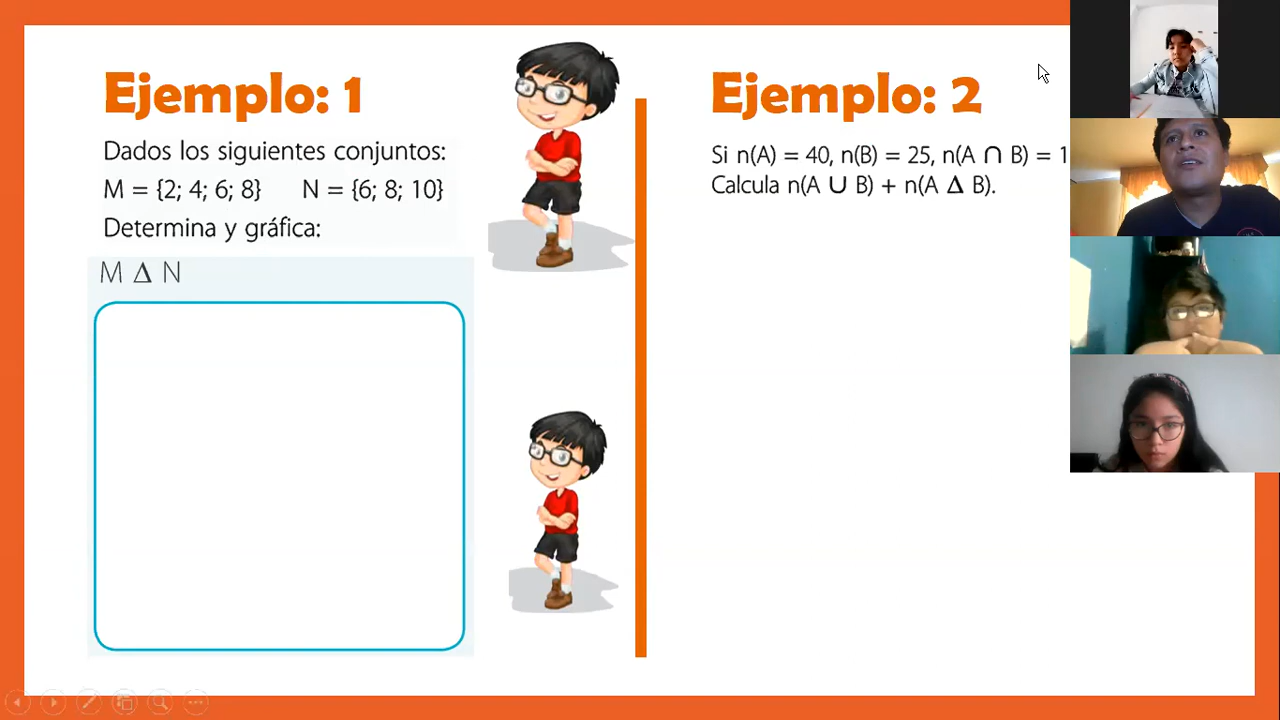 Ejemplo: 1
Dados los siguientes conjuntos:
M = {2; 4; 6; 8} N = {6; 8; 10}
Determina y gráfica:
M Δ N
Ejemplo: 2
Si n(A) = 40, n(B) = 25, n(A ∩ B) = 1
Calcula n(A ∪ B) + n(A Δ B).